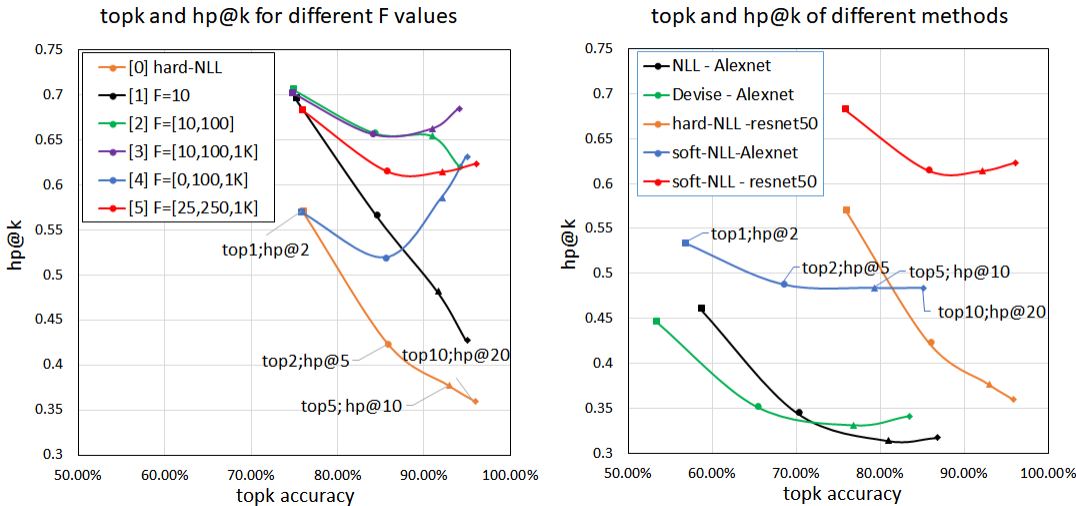 topk and hp@k for different F values
0.75
0.7
0.65
0.6
0.55
0.5
0.45
0.4
0.35
0.3
hp@k
[0] hard-NLL
[1] F=10
[2] F=[10,100]
[3] F=[10,100,1K]
[4] F=[0,100,1K]
[5] F=[25,250,1K]
top1;hp@2
top2;hp@5
top10;hp@20
top5; hp@10
50.00%
60.00%
70.00%
80.00%
90.00%
100.00%
topk accuracy
topk and hp@k of different methods
0.75
0.7
0.65
0.6
0.55
0.5
0.45
0.4
0.35
0.3
hp@k
NLL - Alexnet
Devise - Alexnet
hard-NLL -resnet50
soft-NLL-Alexnet
soft-NLL - resnet50
top1;hp@2
top2;hp@5
top5; hp@10
top10;hp@20
50.00%
60.00%
70.00%
80.00%
90.00%
100.00%
topk accuracy